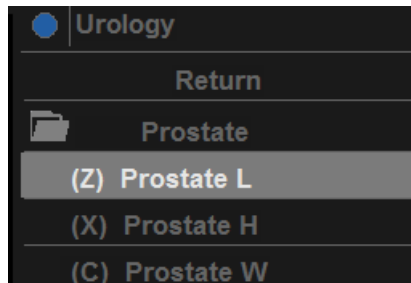 Urology
Return
Prostate
(Z) Prostate L
(X) Prostate H
(C) Prostate W